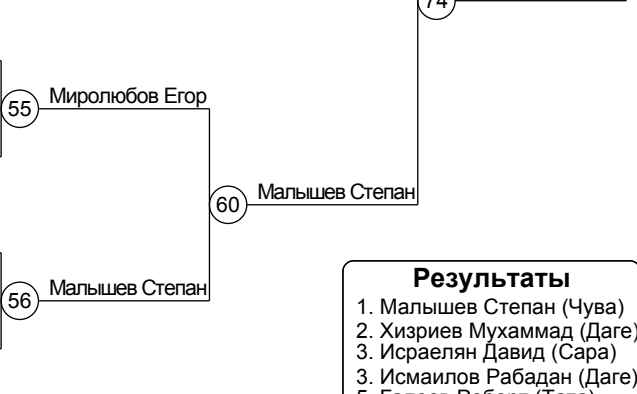 74
Миролюбов Егор
55
Малышев Степан
60
Малышев Степан
56
Результаты
1. Малышев Степан (Чува)
2. Хизриев Мухаммад (Даге)
3. Исраелян Давид (Сара)
3. Исмаилов Рабадан (Даге)